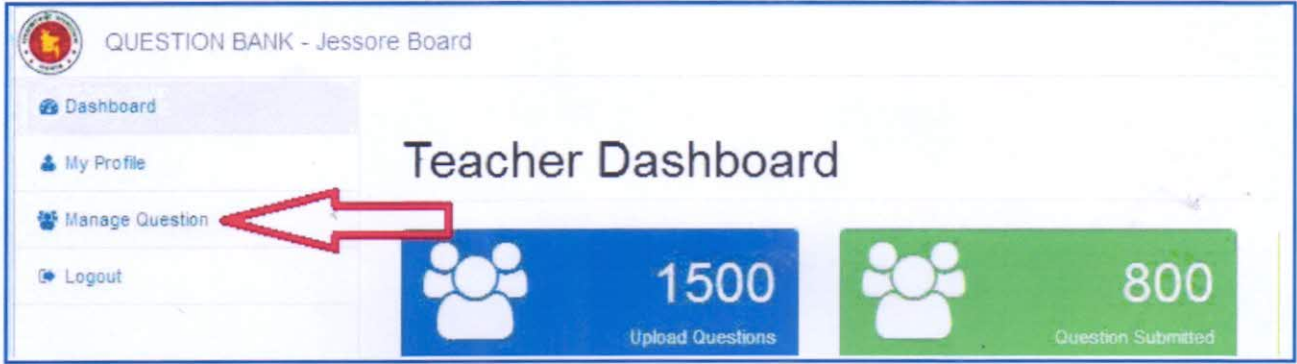 QUESTION BANK - Jessore Board
Dashboard
My Profile
Manage Question
Logout
Teacher Dashboard
1500
Upload Questions
800
Question Submitted